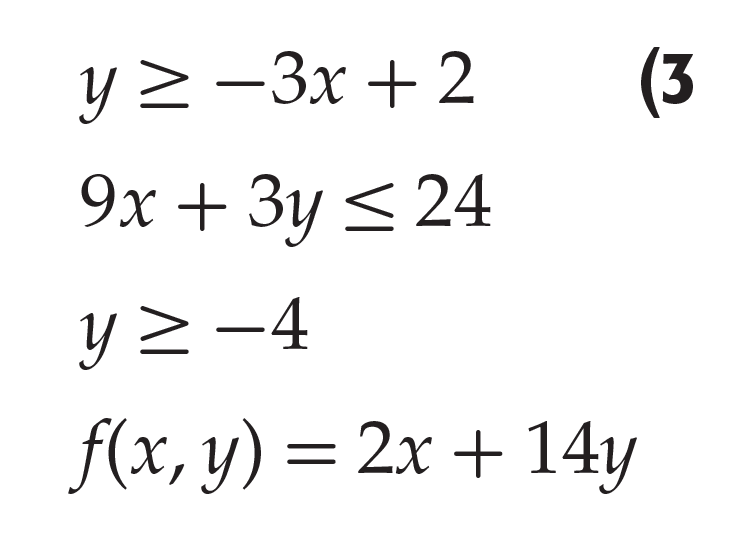 y ≥ −3x + 2 (3
9x + 3y ≤ 24
y ≥ −4
f(x, y) = 2x + 14y